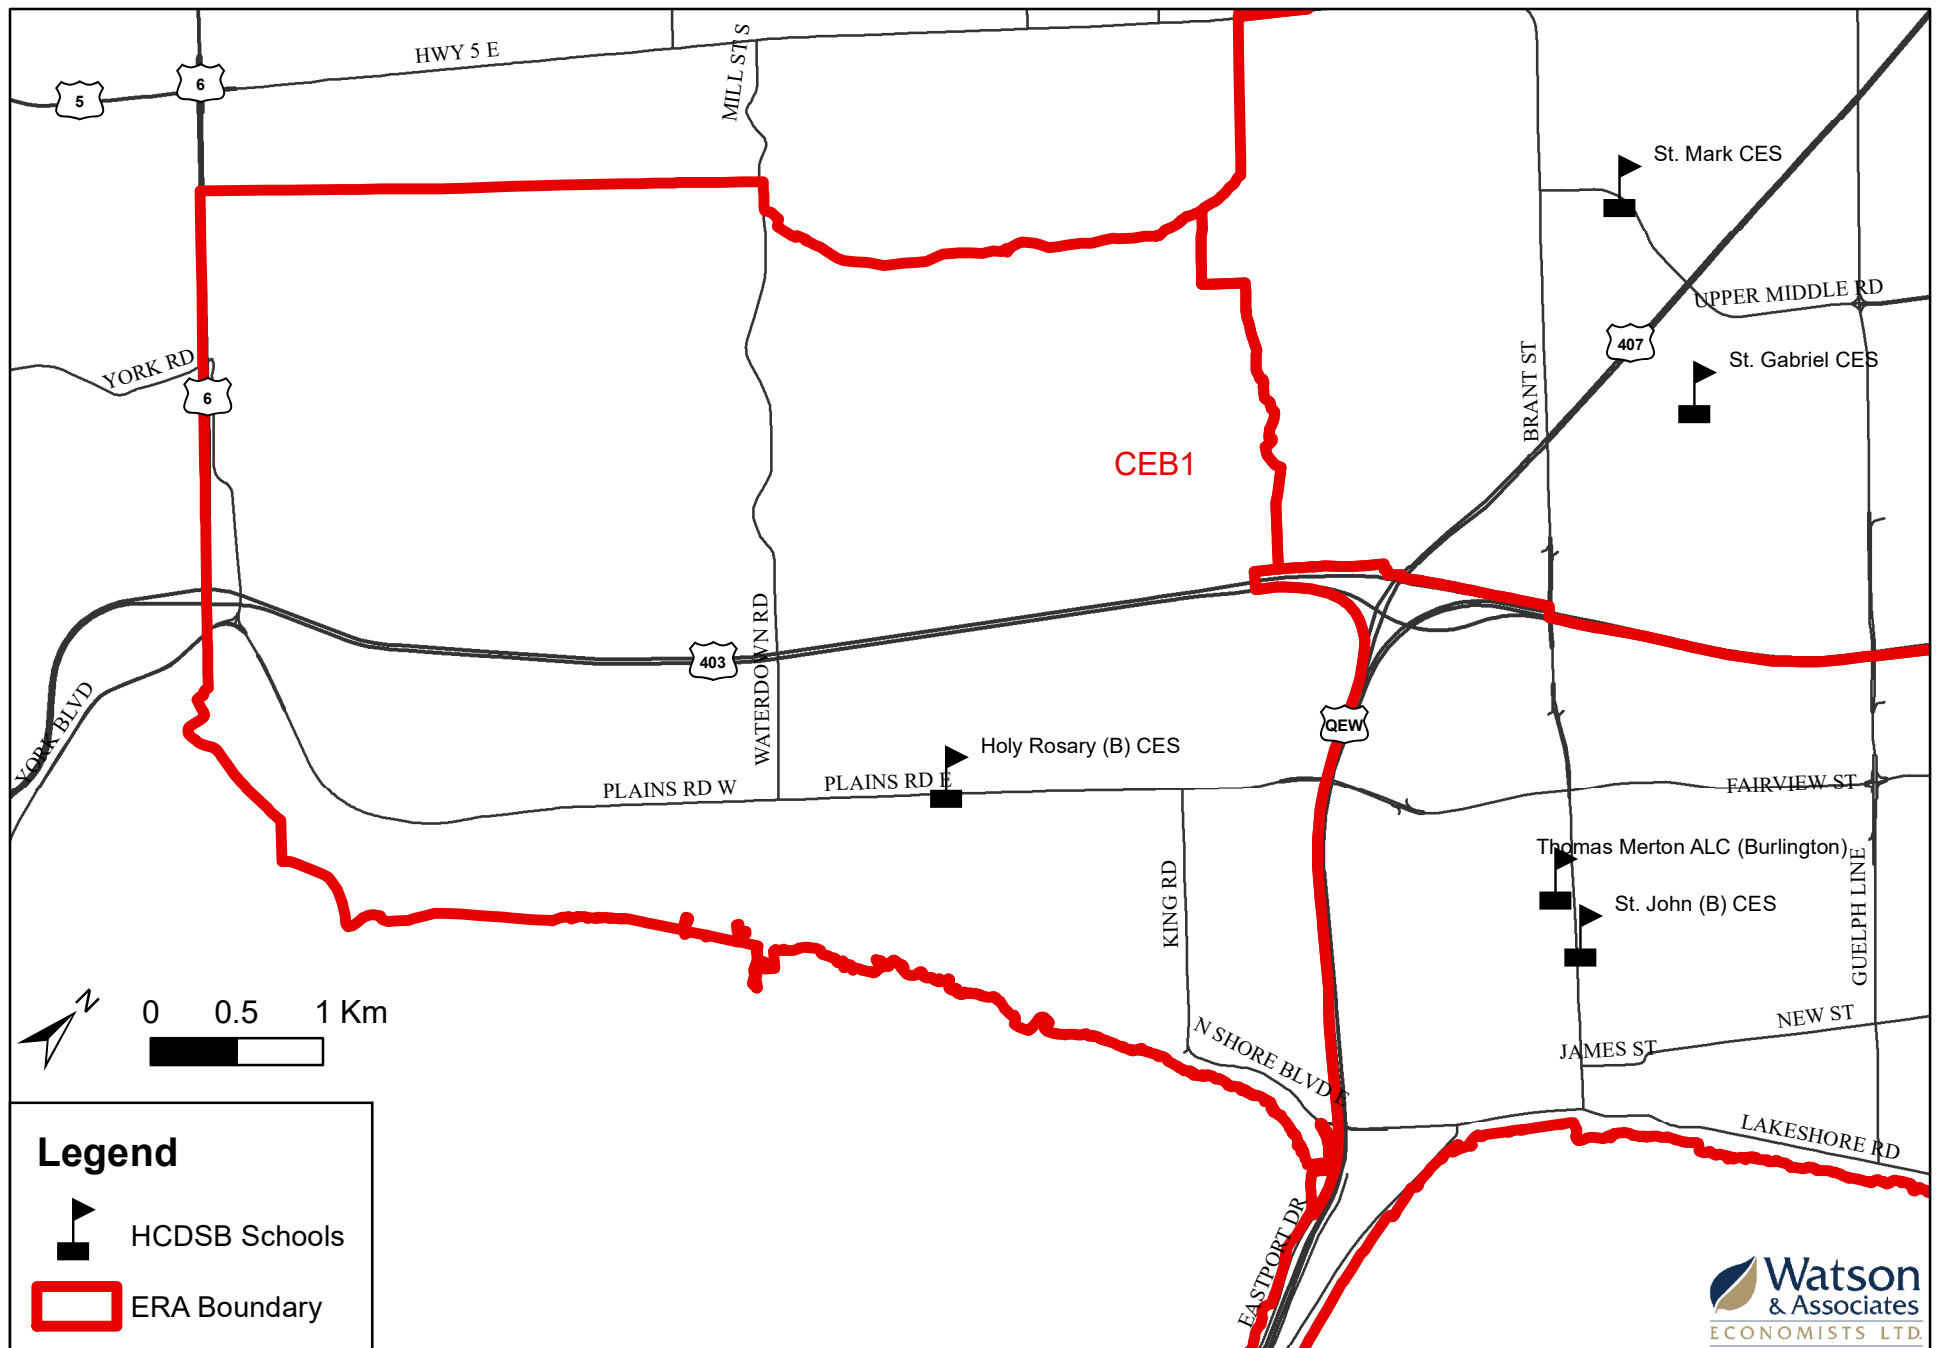 HWY 5 E
MILL ST S
5
6
St. Mark CES
UPPER MIDDLE RD
407
St. Gabriel CES
BRANT ST
YORK RD
6
CEB1
403
WATERDOWN RD
YORK BLVD
QEW
Holy Rosary (B) CES
PLAINS RD W
PLAINS RD E
FAIRVIEW ST
Thomas Merton ALC (Burlington)
KING RD
GUELPH LINE
St. John (B) CES
N
0 0.5 1 Km
N SHORE BLVD E
NEW ST
JAMES ST
LAKESHORE RD
EASTPORT DR
Legend
HCDSB Schools
ERA Boundary
Watson
& Associates
ECONOMISTS LTD.